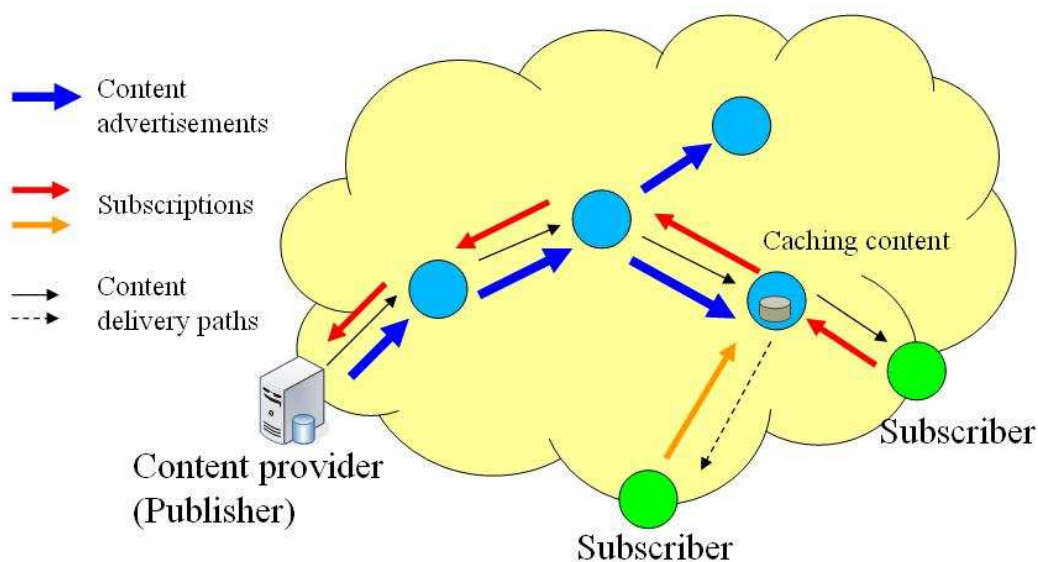 Content
advertisements
Subscriptions
Content
delivery paths
Caching content
Content provider
(Publisher)
Subscriber
Subscriber